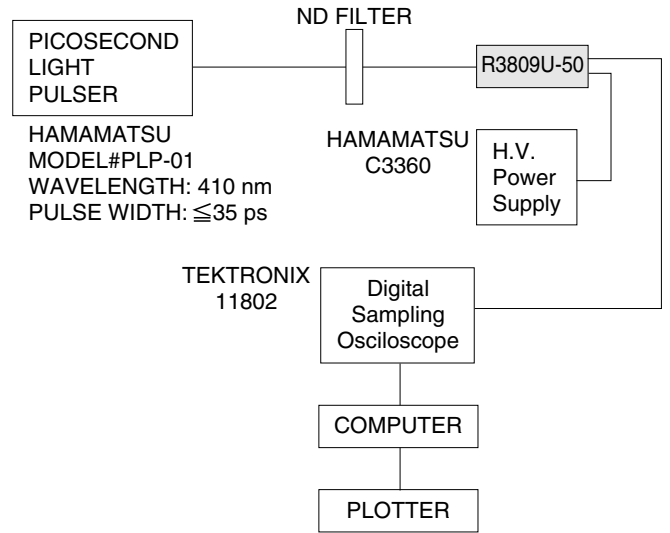 ND FILTER
PICOSECOND
LIGHT
PULSER
R3809U-50
HAMAMATSU
MODEL#PLP-01
WAVELENGTH: 410 nm
PULSE WIDTH: ≦35 ps
HAMAMATSU
C3360
H.V.
Power
Supply
TEKTRONIX
11802
Digital
Sampling
Osciloscope
COMPUTER
PLOTTER